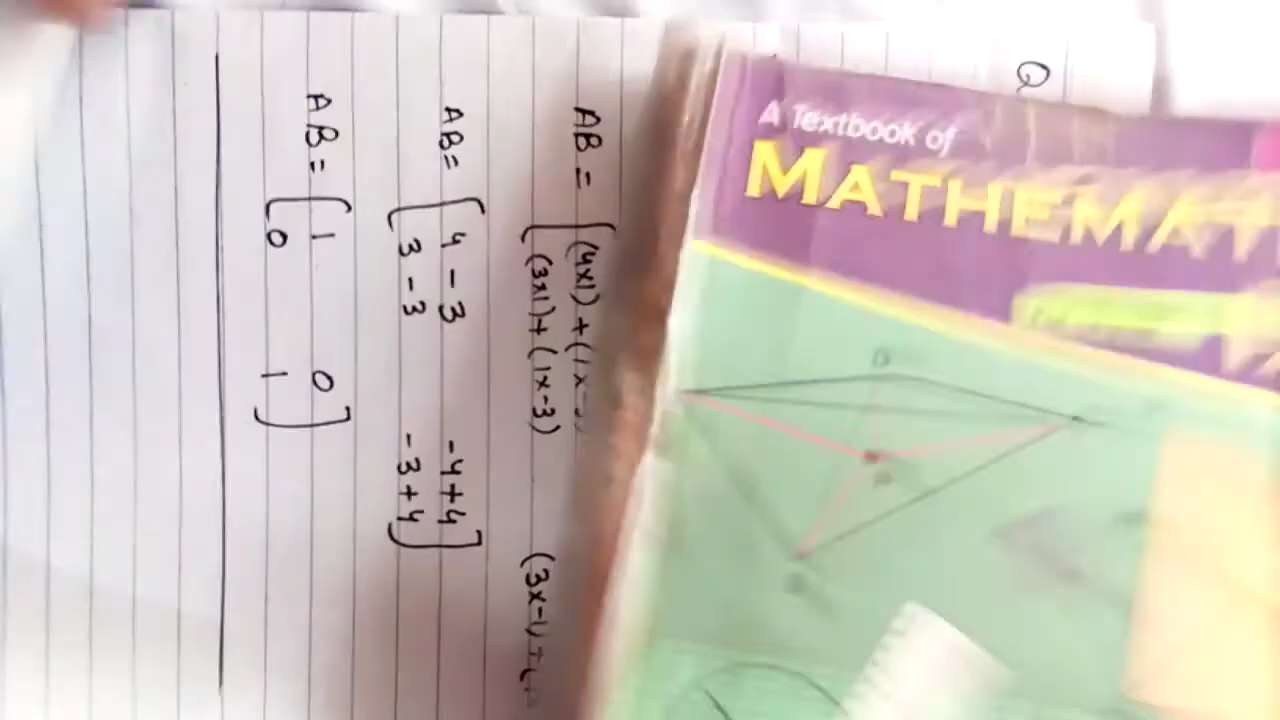 Q
AB = [ (4x1) + (1x
(3x1) + (1x-3) (3x-1) +
AB = [ 4 - 3 -4+4 ]
3 - 3 -3+4
AB = [ 1 0 ]
0 1
A Textbook of
MATHEMAT
D